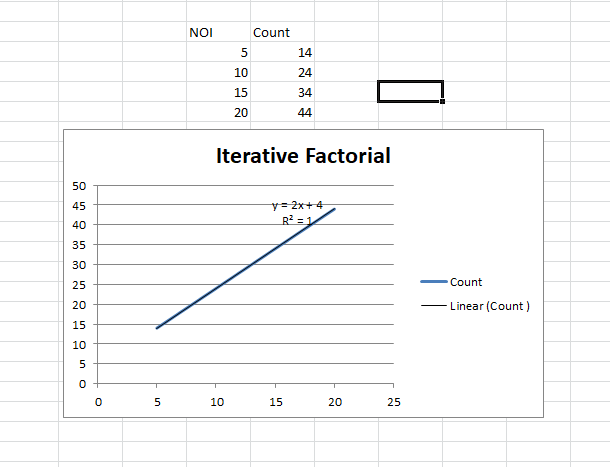 NOI Count
5 14
10 24
15 34
20 44
Iterative Factorial
50
45
40
35
30
25
20
15
10
5
0
y = 2x + 4
R² = 1
Count
Linear (Count )
0 5 10 15 20 25